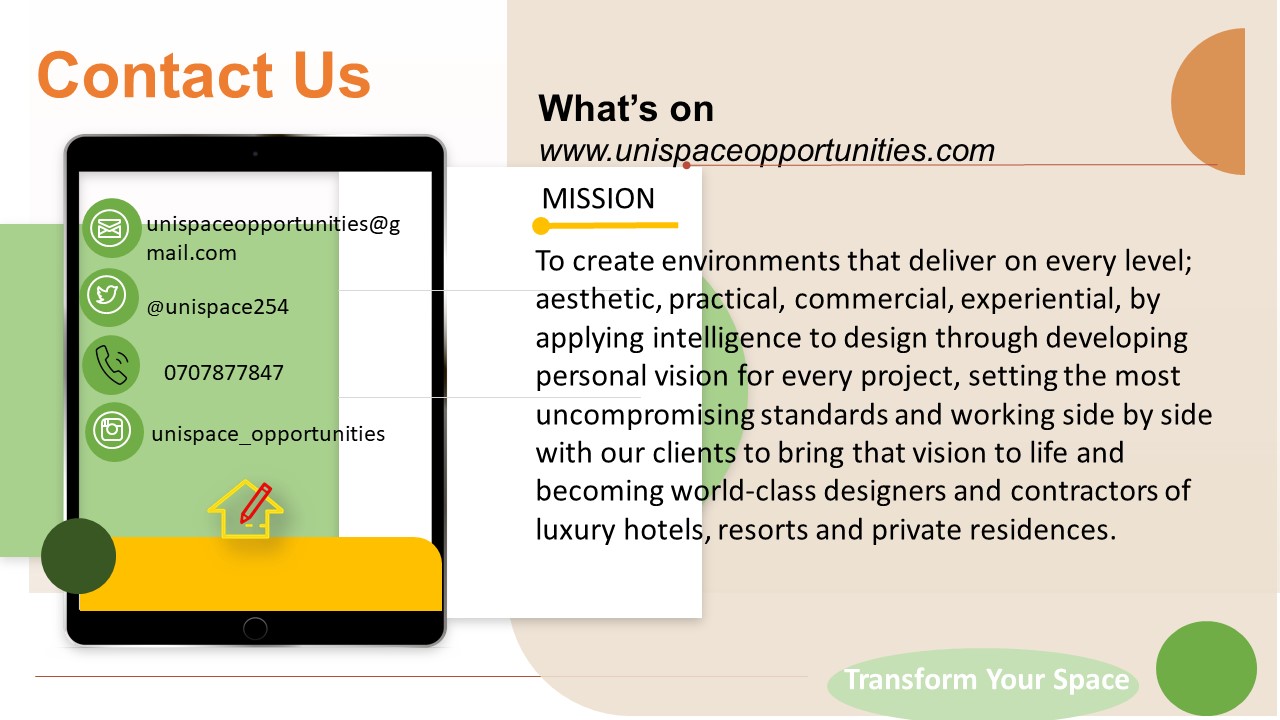 Contact Us
What’s on
www.unispaceopportunities.com
MISSION
unispaceopportunities@g
mail.com
@unispace254
0707877847
unispace_opportunities
To create environments that deliver on every level;
aesthetic, practical, commercial, experiential, by
applying intelligence to design through developing
personal vision for every project, setting the most
uncompromising standards and working side by side
with our clients to bring that vision to life and
becoming world-class designers and contractors of
luxury hotels, resorts and private residences.
Transform Your Space